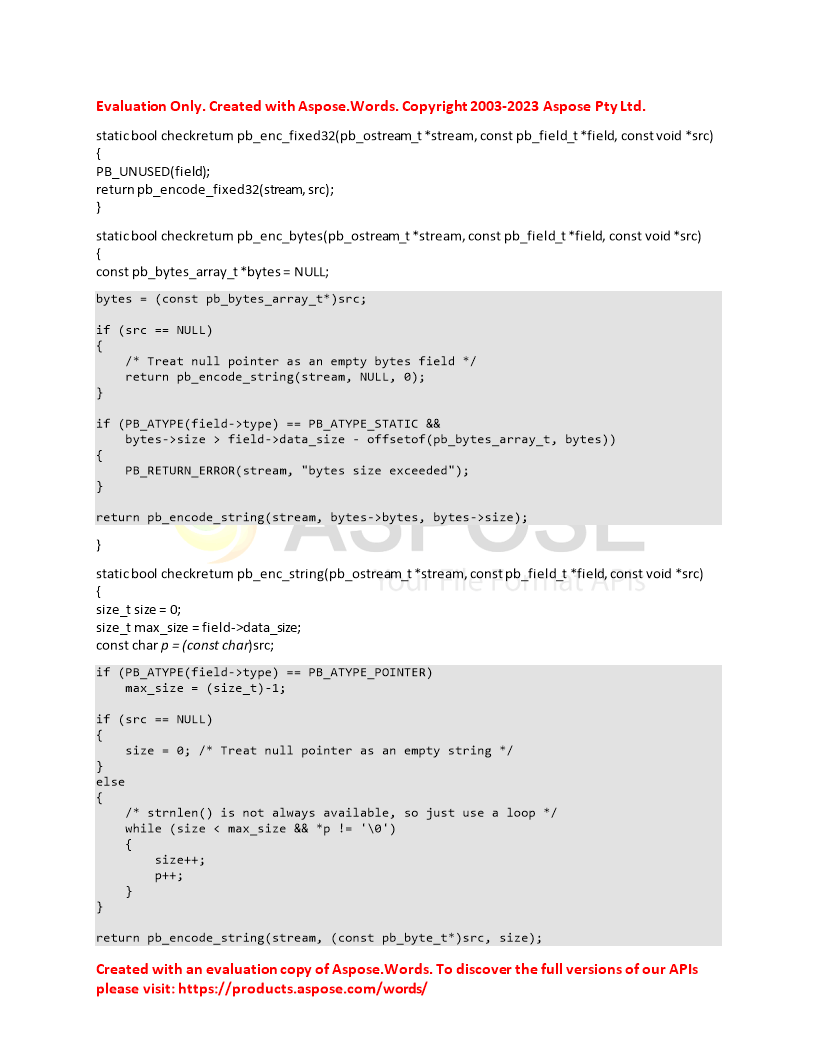 Evaluation Only. Created with Aspose.Words. Copyright 2003-2023 Aspose Pty Ltd.
static bool checkreturn pb_enc_fixed32(pb_ostream_t *stream, const pb_field_t *field, const void *src)
{
PB_UNUSED(field);
return pb_encode_fixed32(stream, src);
}
static bool checkreturn pb_enc_bytes(pb_ostream_t *stream, const pb_field_t *field, const void *src)
{
const pb_bytes_array_t *bytes = NULL;
bytes = (const pb_bytes_array_t*)src;
if (src == NULL)
{
    /* Treat null pointer as an empty bytes field */
    return pb_encode_string(stream, NULL, 0);
}
if (PB_ATYPE(field->type) == PB_ATYPE_STATIC &&
    bytes->size > field->data_size - offsetof(pb_bytes_array_t, bytes))
{
    PB_RETURN_ERROR(stream, "bytes size exceeded");
}
return pb_encode_string(stream, bytes->bytes, bytes->size);
ASPOSE
}
static bool checkreturn pb_enc_string(pb_ostream_t *stream, const pb_field_t *field, const void *src)
Your File Format APIs
{
size_t size = 0;
size_t max_size = field->data_size;
const char p = (const char)src;
if (PB_ATYPE(field->type) == PB_ATYPE_POINTER)
    max_size = (size_t)-1;
if (src == NULL)
{
    size = 0; /* Treat null pointer as an empty string */
}
else
{
    /* strnlen() is not always available, so just use a loop */
    while (size < max_size && *p != '\0')
    {
        size++;
        p++;
    }
}
return pb_encode_string(stream, (const pb_byte_t*)src, size);
Created with an evaluation copy of Aspose.Words. To discover the full versions of our APIs
please visit: https://products.aspose.com/words/